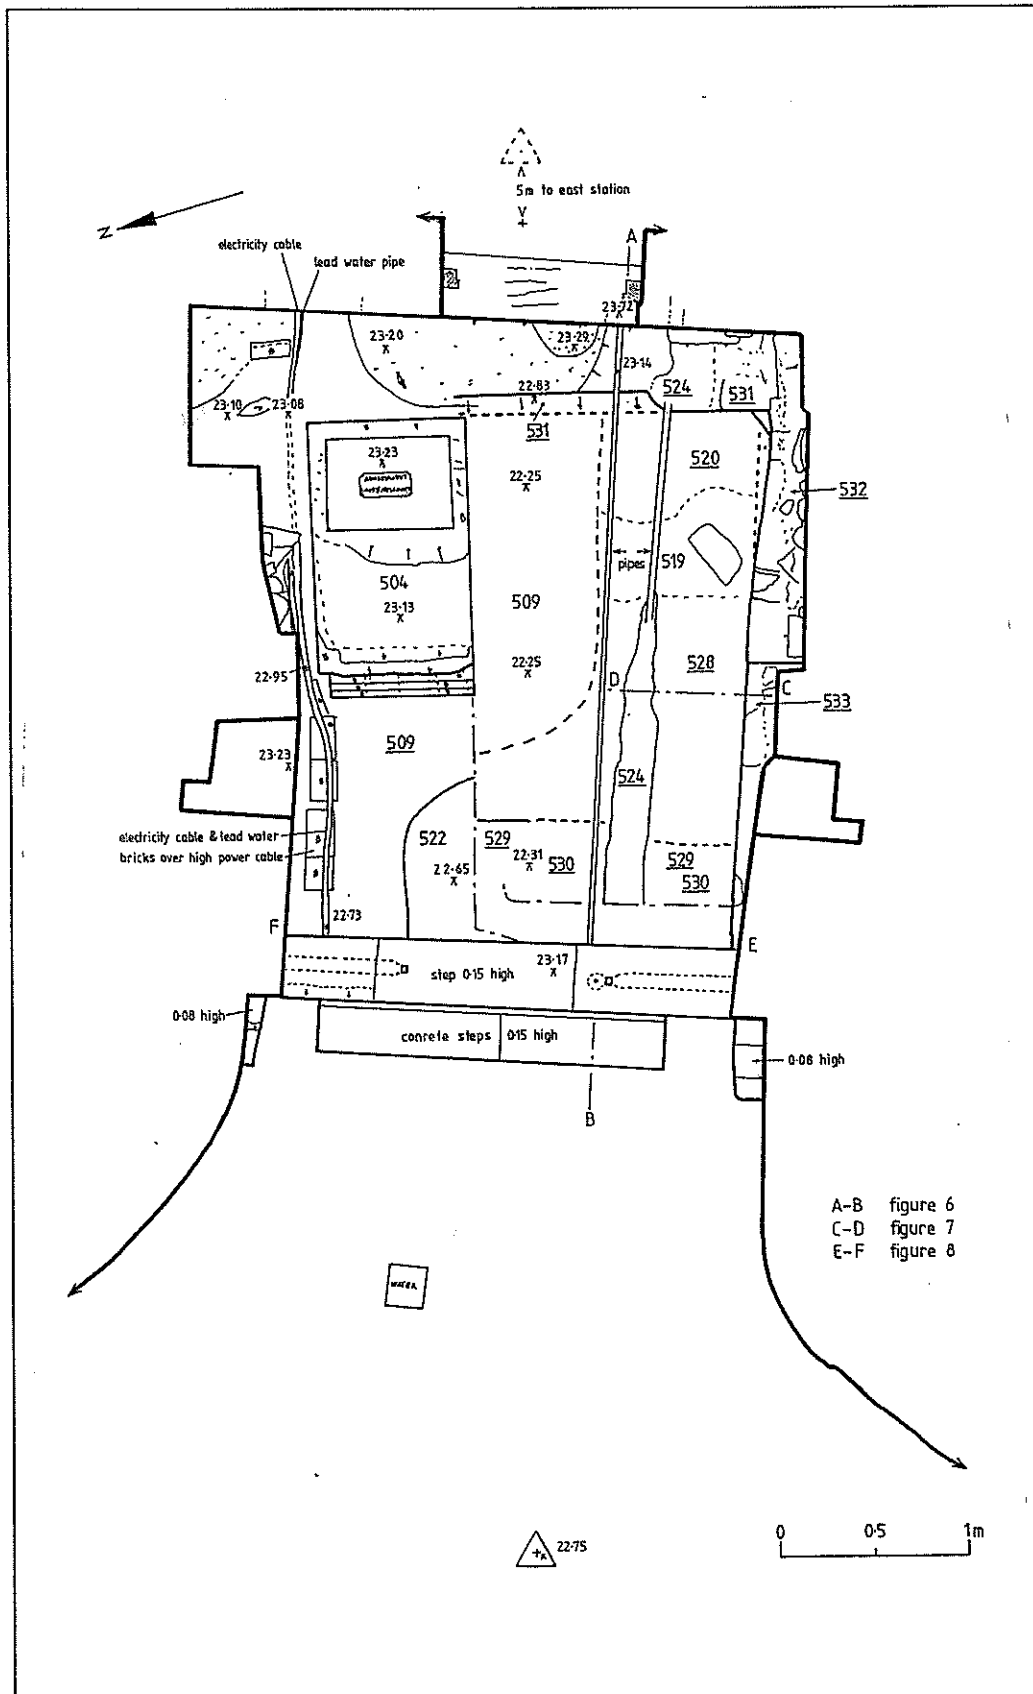 5m to east station
N
electricity cable
lead water pipe
A
23·72
23·20
23·29
23·14
524
531
22·83
23·10
23·08
531
23·23
520
22·25
532
pipes
519
504
23·13
509
22·25
528
22·95
D
C
533
509
23·23
524
electricity cable & lead water
bricks over high power cable
522
529
22·31
530
529
530
22·65
22·73
F
E
step 0·15 high
23·17
0·08 high
conrete steps 0·15 high
0·08 high
B
A-B figure 6
C-D figure 7
E-F figure 8
WATER
22·75
0 0·5 1m